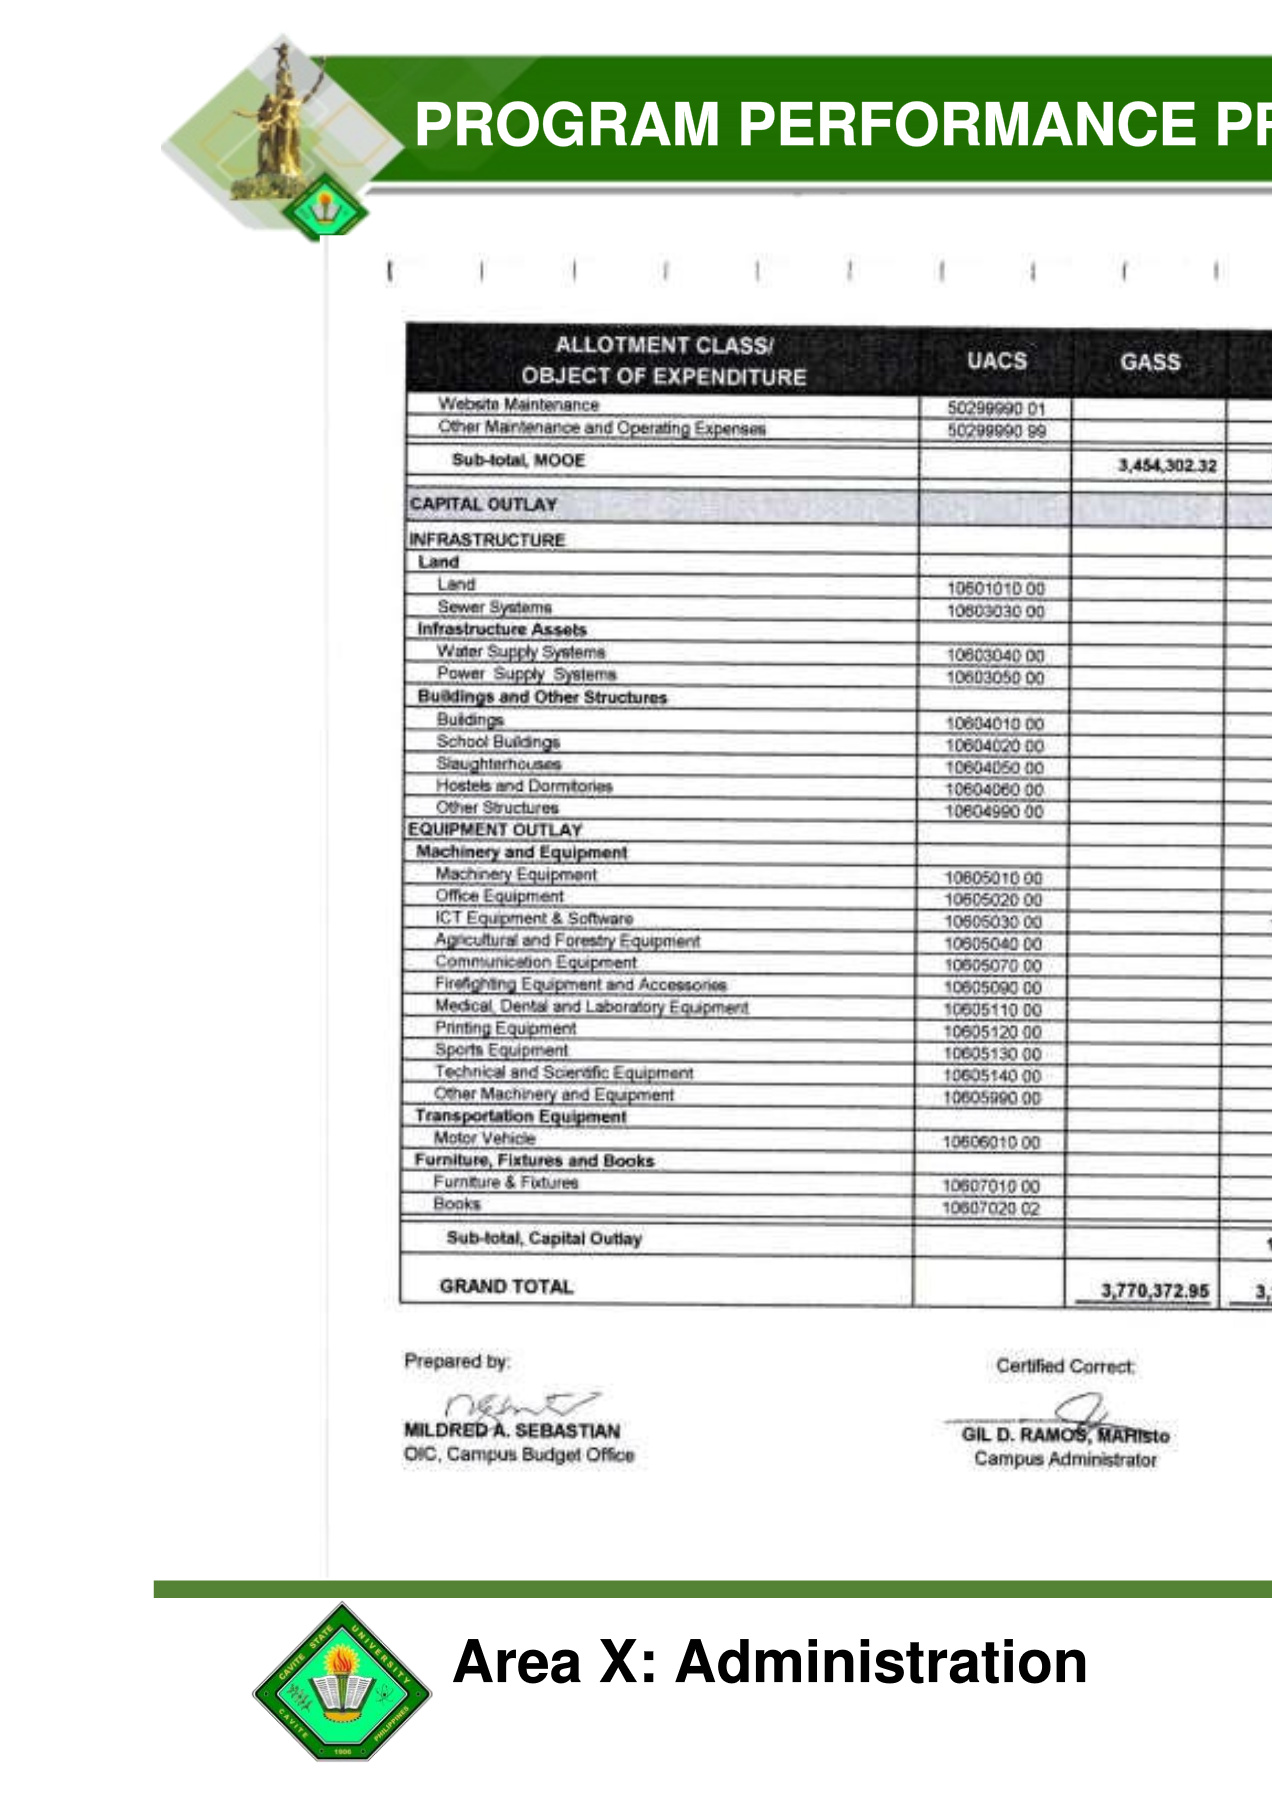 PROGRAM PERFORMANCE PR
ALLOTMENT CLASS/
OBJECT OF EXPENDITURE
UACS
GASS
Website Maintenance 50299990 01
Other Maintenance and Operating Expenses 50299990 99
Sub-total, MOOE 3,454,302.32
CAPITAL OUTLAY
INFRASTRUCTURE
Land
Land 10601010 00
Sewer Systems 10603030 00
Infrastructure Assets
Water Supply Systems 10603040 00
Power Supply Systems 10603050 00
Buildings and Other Structures
Buildings 10604010 00
School Buildings 10604020 00
Slaughterhouses 10604050 00
Hostels and Dormitories 10604060 00
Other Structures 10604990 00
EQUIPMENT OUTLAY
Machinery and Equipment
Machinery Equipment 10605010 00
Office Equipment 10605020 00
ICT Equipment & Software 10605030 00
Agricultural and Forestry Equipment 10605040 00
Communication Equipment 10605070 00
Firefighting Equipment and Accessories 10605090 00
Medical, Dental and Laboratory Equipment 10605110 00
Printing Equipment 10605120 00
Sports Equipment 10605130 00
Technical and Scientific Equipment 10605140 00
Other Machinery and Equipment 10605990 00
Transportation Equipment
Motor Vehicle 10606010 00
Furniture, Fixtures and Books
Furniture & Fixtures 10607010 00
Books 10607020 02
Sub-total, Capital Outlay 1
GRAND TOTAL 3,770,372.95 3,
Prepared by: Certified Correct:
MILDRED A. SEBASTIAN GIL D. RAMOS, MAHisto
OIC, Campus Budget Office Campus Administrator
CAVITE STATE UNIVERSITY
CAVITE 1906 PHILIPPINES
Area X: Administration